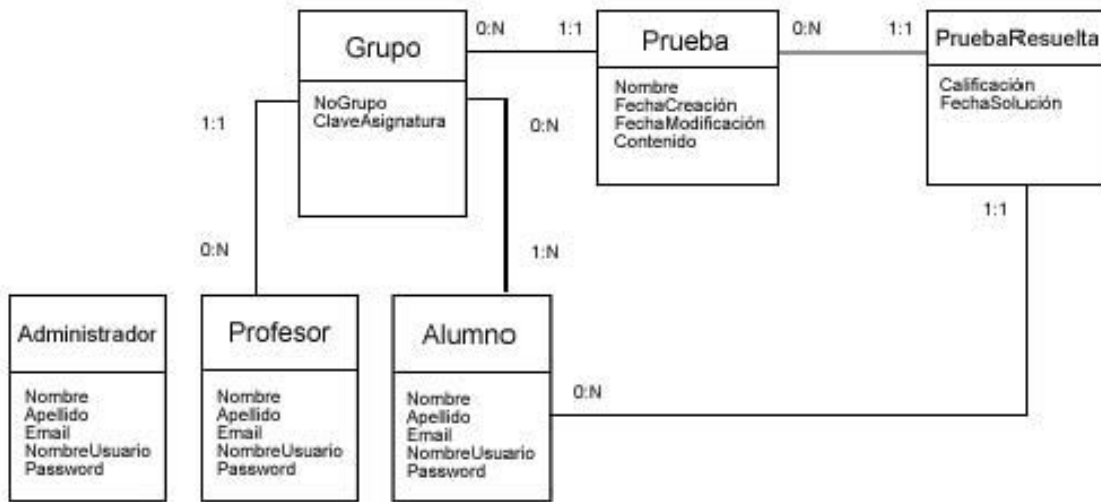 Grupo
NoGrupo
ClaveAsignatura
0:N
1:1
Prueba
Nombre
FechaCreación
FechaModificación
Contenido
0:N
1:1
PruebaResuelta
Calificación
FechaSolución
1:1
0:N
0:N
1:N
1:1
Administrador
Nombre
Apellido
Email
NombreUsuario
Password
Profesor
Nombre
Apellido
Email
NombreUsuario
Password
Alumno
Nombre
Apellido
Email
NombreUsuario
Password
0:N